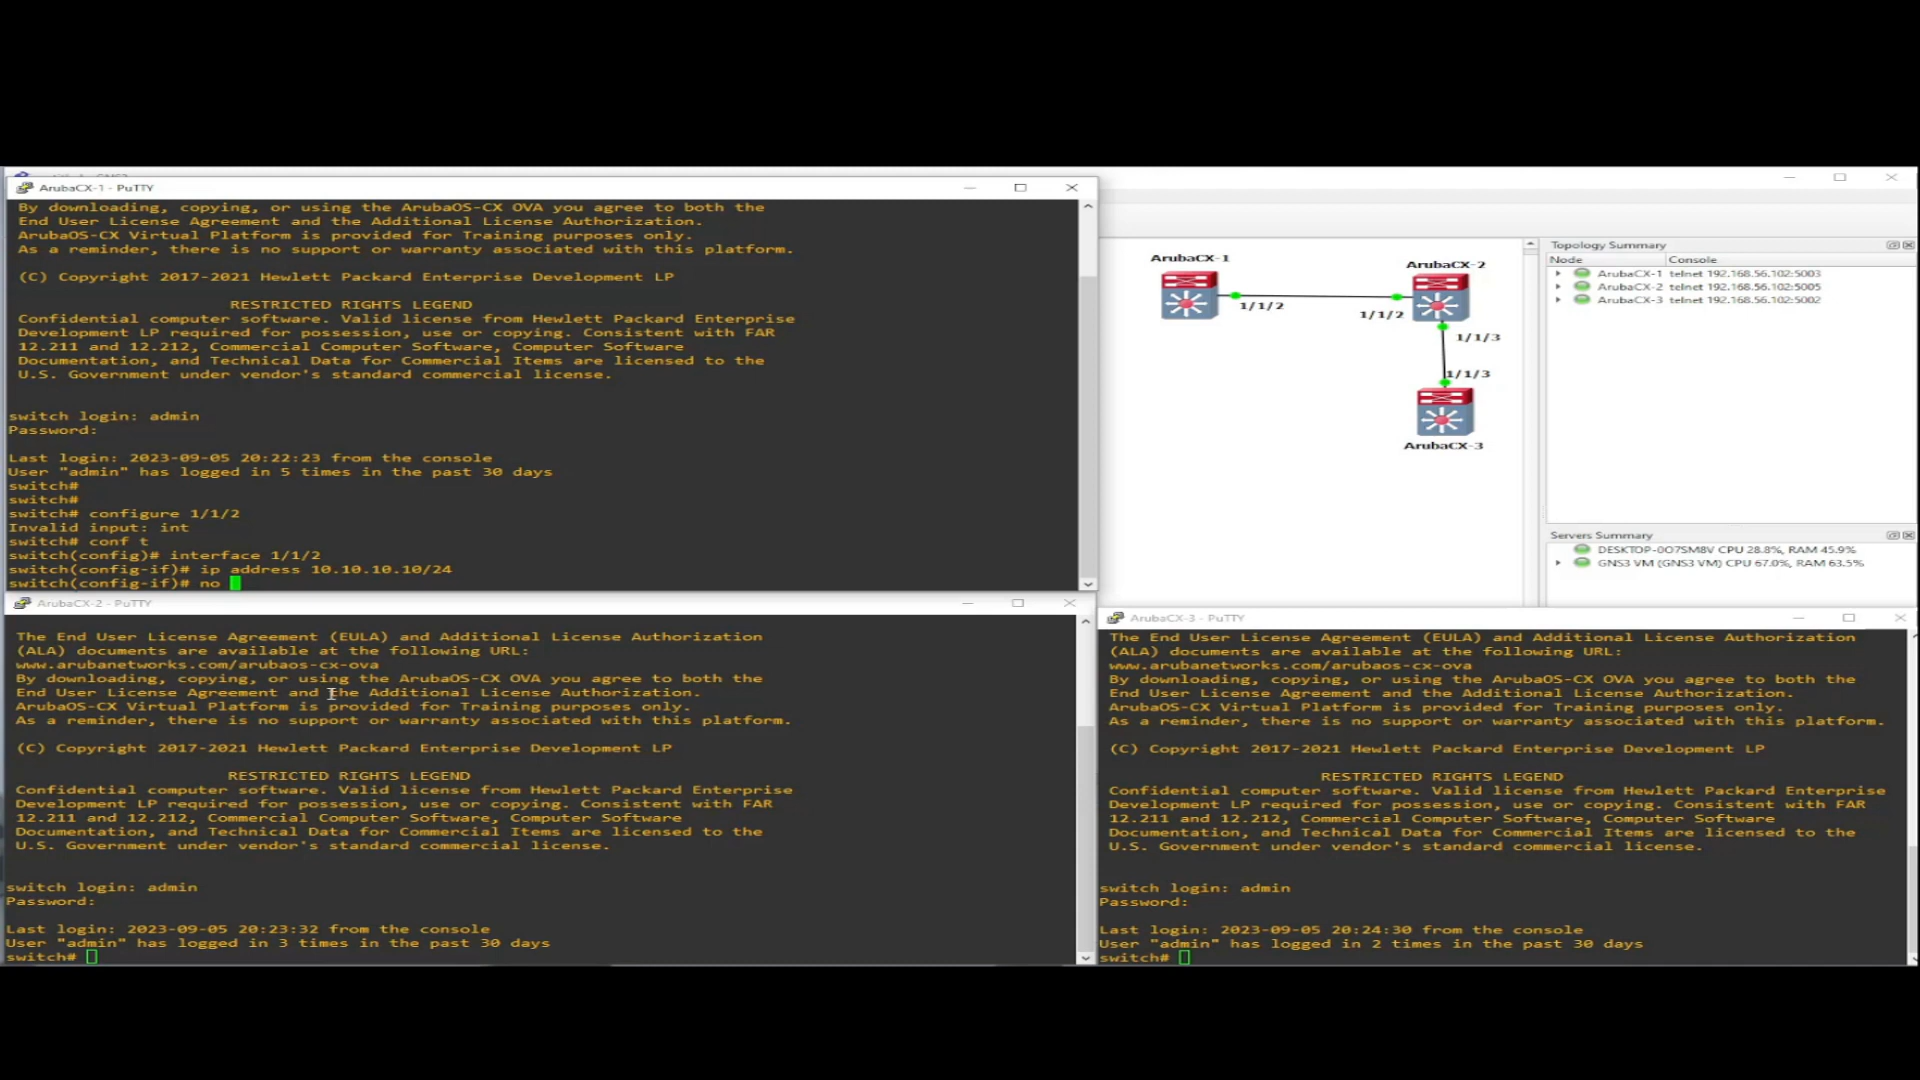 ArubaCX-1 - PuTTY
By downloading, copying, or using the ArubaOS-CX OVA you agree to both the
End User License Agreement and the Additional License Authorization.
ArubaOS-CX Virtual Platform is provided for Training purposes only.
As a reminder, there is no support or warranty associated with this platform.
(C) Copyright 2017-2021 Hewlett Packard Enterprise Development LP
RESTRICTED RIGHTS LEGEND
Confidential computer software. Valid license from Hewlett Packard Enterprise
Development LP required for possession, use or copying. Consistent with FAR
12.211 and 12.212, Commercial Computer Software, Computer Software
Documentation, and Technical Data for Commercial Items are licensed to the
U.S. Government under vendor's standard commercial license.
switch login: admin
Password:
Last login: 2023-09-05 20:22:23 from the console
User "admin" has logged in 5 times in the past 30 days
switch#
switch#
switch# configure 1/1/2
Invalid input: int
switch# conf t
switch(config)# interface 1/1/2
switch(config-if)# ip address 10.10.10.10/24
switch(config-if)# no
ArubaCX-1
ArubaCX-2
1/1/2
1/1/2
1/1/3
1/1/3
ArubaCX-3
Topology Summary
Node Console
ArubaCX-1 telnet 192.168.56.102:5003
ArubaCX-2 telnet 192.168.56.102:5005
ArubaCX-3 telnet 192.168.56.102:5002
Servers Summary
DESKTOP-0O7SM8V CPU 28.8%, RAM 45.9%
GNS3 VM (GNS3 VM) CPU 67.0%, RAM 63.5%
ArubaCX-2 - PuTTY
The End User License Agreement (EULA) and Additional License Authorization
(ALA) documents are available at the following URL:
www.arubanetworks.com/arubaos-cx-ova
By downloading, copying, or using the ArubaOS-CX OVA you agree to both the
End User License Agreement and the Additional License Authorization.
ArubaOS-CX Virtual Platform is provided for Training purposes only.
As a reminder, there is no support or warranty associated with this platform.
(C) Copyright 2017-2021 Hewlett Packard Enterprise Development LP
RESTRICTED RIGHTS LEGEND
Confidential computer software. Valid license from Hewlett Packard Enterprise
Development LP required for possession, use or copying. Consistent with FAR
12.211 and 12.212, Commercial Computer Software, Computer Software
Documentation, and Technical Data for Commercial Items are licensed to the
U.S. Government under vendor's standard commercial license.
switch login: admin
Password:
Last login: 2023-09-05 20:23:32 from the console
User "admin" has logged in 3 times in the past 30 days
switch#
ArubaCX-3 - PuTTY
The End User License Agreement (EULA) and Additional License Authorization
(ALA) documents are available at the following URL:
www.arubanetworks.com/arubaos-cx-ova
By downloading, copying, or using the ArubaOS-CX OVA you agree to both the
End User License Agreement and the Additional License Authorization.
ArubaOS-CX Virtual Platform is provided for Training purposes only.
As a reminder, there is no support or warranty associated with this platform.
(C) Copyright 2017-2021 Hewlett Packard Enterprise Development LP
RESTRICTED RIGHTS LEGEND
Confidential computer software. Valid license from Hewlett Packard Enterprise
Development LP required for possession, use or copying. Consistent with FAR
12.211 and 12.212, Commercial Computer Software, Computer Software
Documentation, and Technical Data for Commercial Items are licensed to the
U.S. Government under vendor's standard commercial license.
switch login: admin
Password:
Last login: 2023-09-05 20:24:30 from the console
User "admin" has logged in 2 times in the past 30 days
switch#